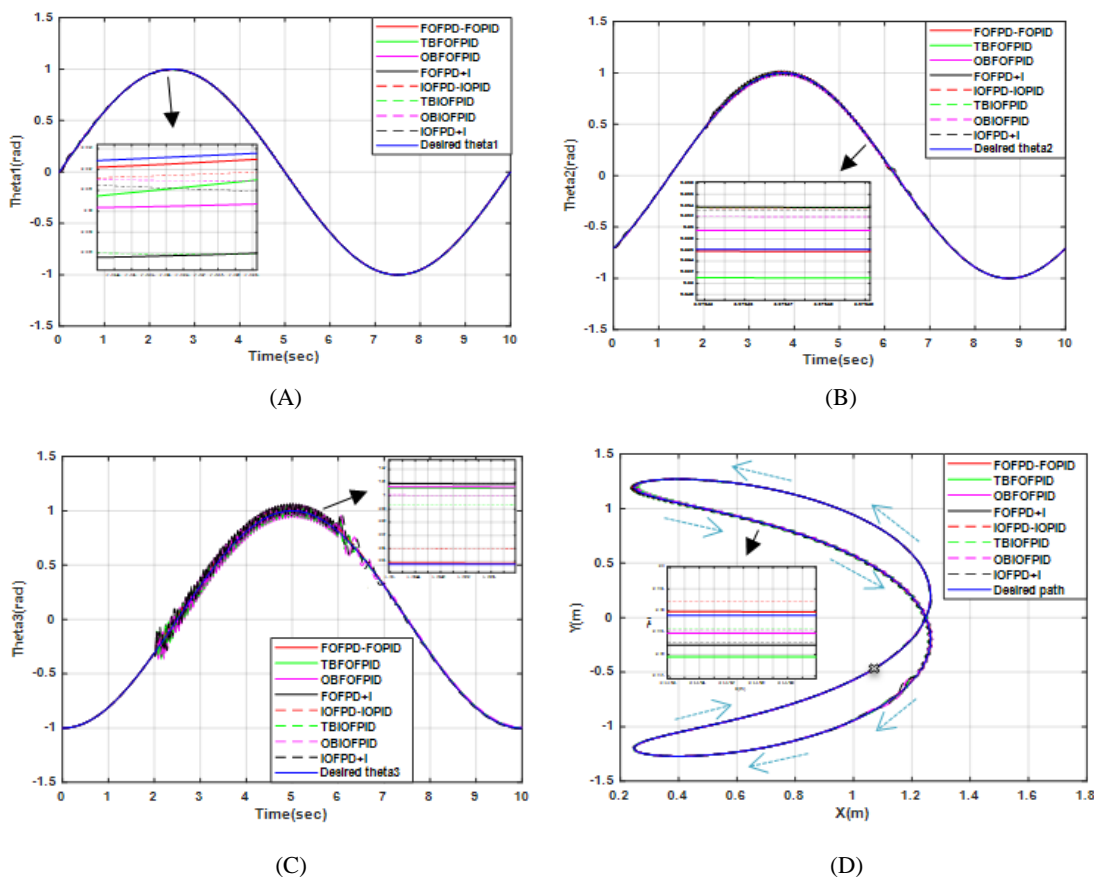 1.5
1
0.5
0
-0.5
-1
-1.5
Theta1(rad)
FOFPD-FOPID
TBFOFPID
OBFOFPID
FOFPD+I
IOFPD-IOPID
TBIOFPID
OBIOFPID
IOFPD+I
Desired theta1
0 1 2 3 4 5 6 7 8 9 10
Time(sec)
(A)
1.5
1
0.5
0
-0.5
-1
-1.5
Theta2(rad)
FOFPD-FOPID
TBFOFPID
OBFOFPID
FOFPD+I
IOFPD-IOPID
TBIOFPID
OBIOFPID
IOFPD+I
Desired theta2
0 2 4 6 8 10
Time(sec)
(B)
1.5
1
0.5
0
-0.5
-1
-1.5
Theta3(rad)
FOFPD-FOPID
TBFOFPID
OBFOFPID
FOFPD+I
IOFPD-IOPID
TBIOFPID
OBIOFPID
IOFPD+I
Desired theta3
0 1 2 3 4 5 6 7 8 9 10
Time(sec)
(C)
1.5
1
0.5
0
-0.5
-1
-1.5
Y(m)
FOFPD-FOPID
TBFOFPID
OBFOFPID
FOFPD+I
IOFPD-IOPID
TBIOFPID
OBIOFPID
IOFPD+I
Desired path
0.2 0.4 0.6 0.8 1 1.2 1.4 1.6 1.8
X(m)
(D)